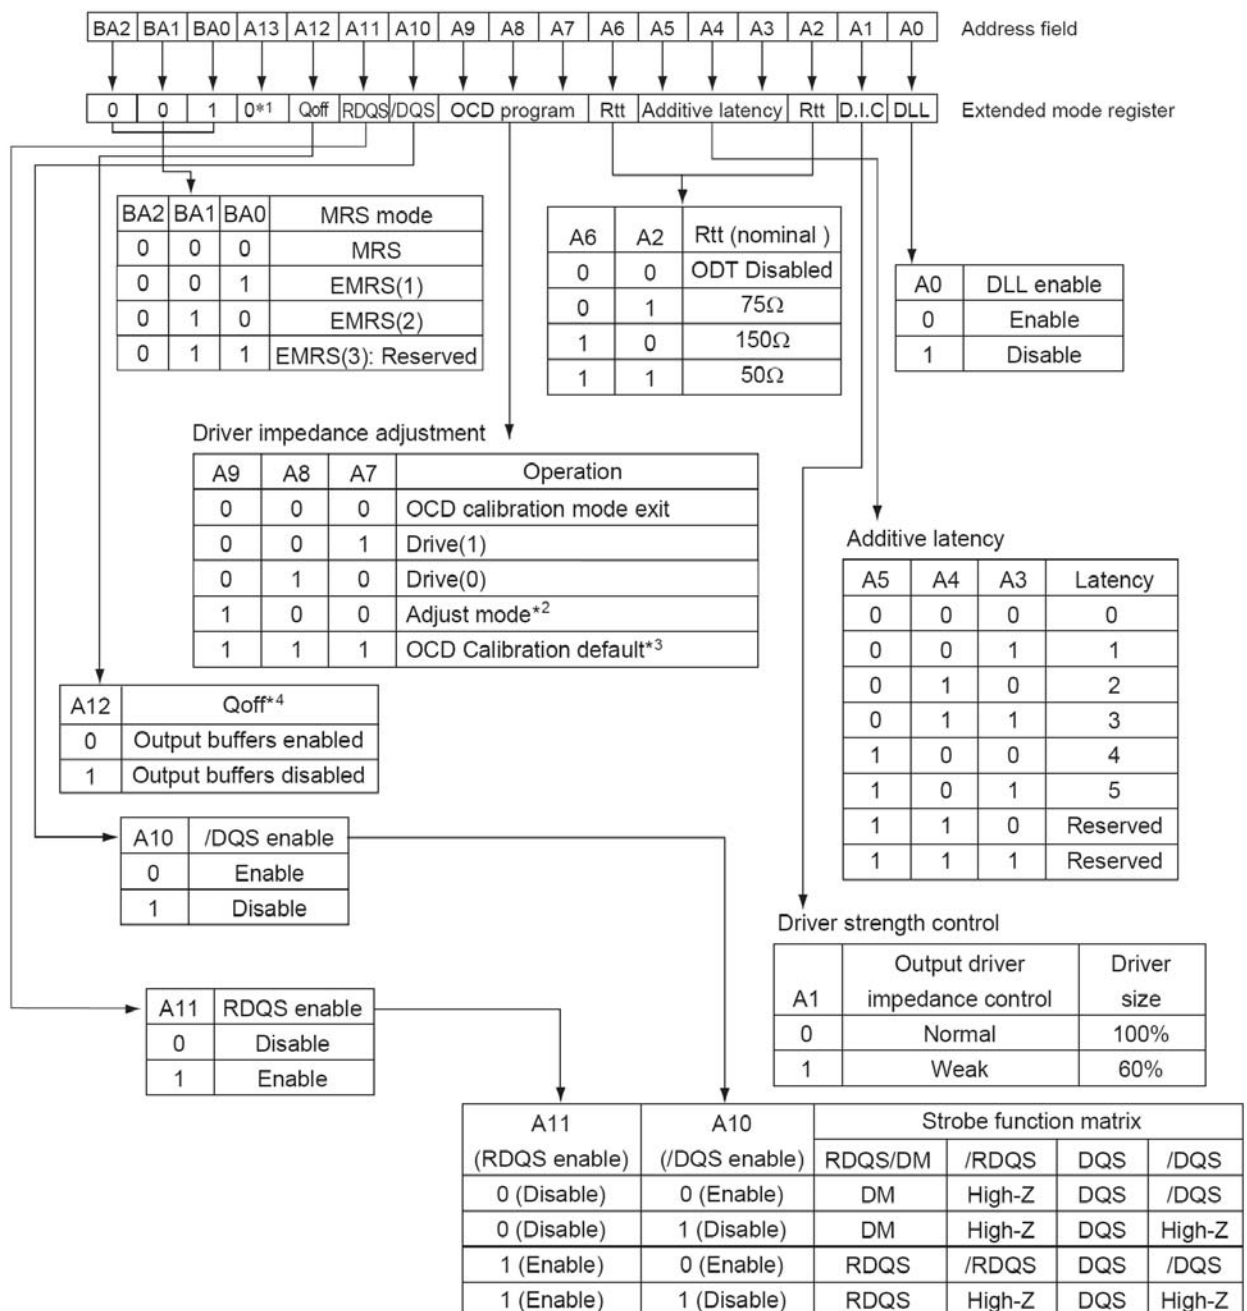 BA2 BA1 BA0 A13 A12 A11 A10 A9 A8 A7 A6 A5 A4 A3 A2 A1 A0 Address field
0 0 1 0*1 Qoff RDQS /DQS OCD program Rtt Additive latency Rtt D.I.C DLL Extended mode register
BA2 BA1 BA0 MRS mode
0 0 0 MRS
0 0 1 EMRS(1)
0 1 0 EMRS(2)
0 1 1 EMRS(3): Reserved
A6 A2 Rtt (nominal )
0 0 ODT Disabled
0 1 75Ω
1 0 150Ω
1 1 50Ω
A0 DLL enable
0 Enable
1 Disable
Driver impedance adjustment
A9 A8 A7 Operation
0 0 0 OCD calibration mode exit
0 0 1 Drive(1)
0 1 0 Drive(0)
1 0 0 Adjust mode*2
1 1 1 OCD Calibration default*3
Additive latency
A5 A4 A3 Latency
0 0 0 0
0 0 1 1
0 1 0 2
0 1 1 3
1 0 0 4
1 0 1 5
1 1 0 Reserved
1 1 1 Reserved
A12 Qoff*4
0 Output buffers enabled
1 Output buffers disabled
A10 /DQS enable
0 Enable
1 Disable
Driver strength control
Output driver Driver
A1 impedance control size
0 Normal 100%
1 Weak 60%
A11 RDQS enable
0 Disable
1 Enable
A11 A10 Strobe function matrix
(RDQS enable) (/DQS enable) RDQS/DM /RDQS DQS /DQS
0 (Disable) 0 (Enable) DM High-Z DQS /DQS
0 (Disable) 1 (Disable) DM High-Z DQS High-Z
1 (Enable) 0 (Enable) RDQS /RDQS DQS /DQS
1 (Enable) 1 (Disable) RDQS High-Z DQS High-Z